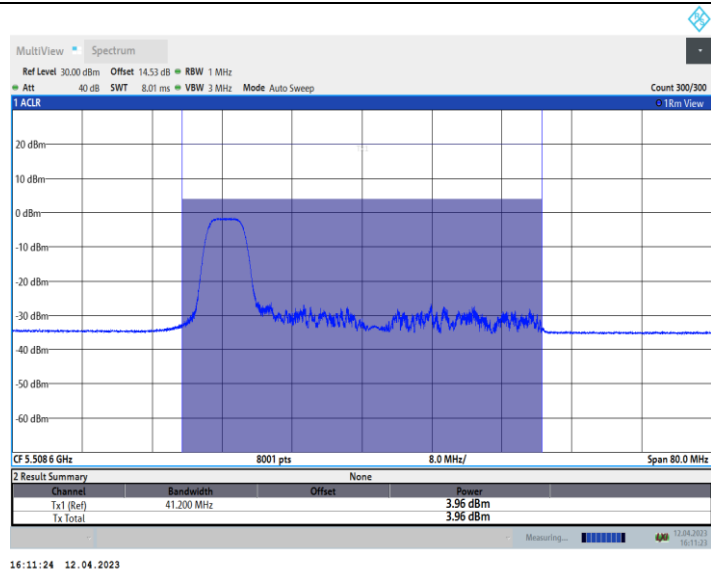 MultiView Spectrum
Ref Level 30.00 dBm Offset 14.53 dB RBW 1 MHz
Att 40 dB SWT 8.01 ms VBW 3 MHz Mode Auto Sweep Count 300/300
1 ACLR 1Rm View
20 dBm
10 dBm
0 dBm
-10 dBm
-20 dBm
-30 dBm
-40 dBm
-50 dBm
-60 dBm
CF 5.5086 GHz 8001 pts 8.0 MHz/ Span 80.0 MHz
2 Result Summary None
Channel Bandwidth Offset Power
Tx1 (Ref) 41.200 MHz 3.96 dBm
Tx Total 3.96 dBm
Measuring... 12.04.2023
16:11:23
16:11:24 12.04.2023